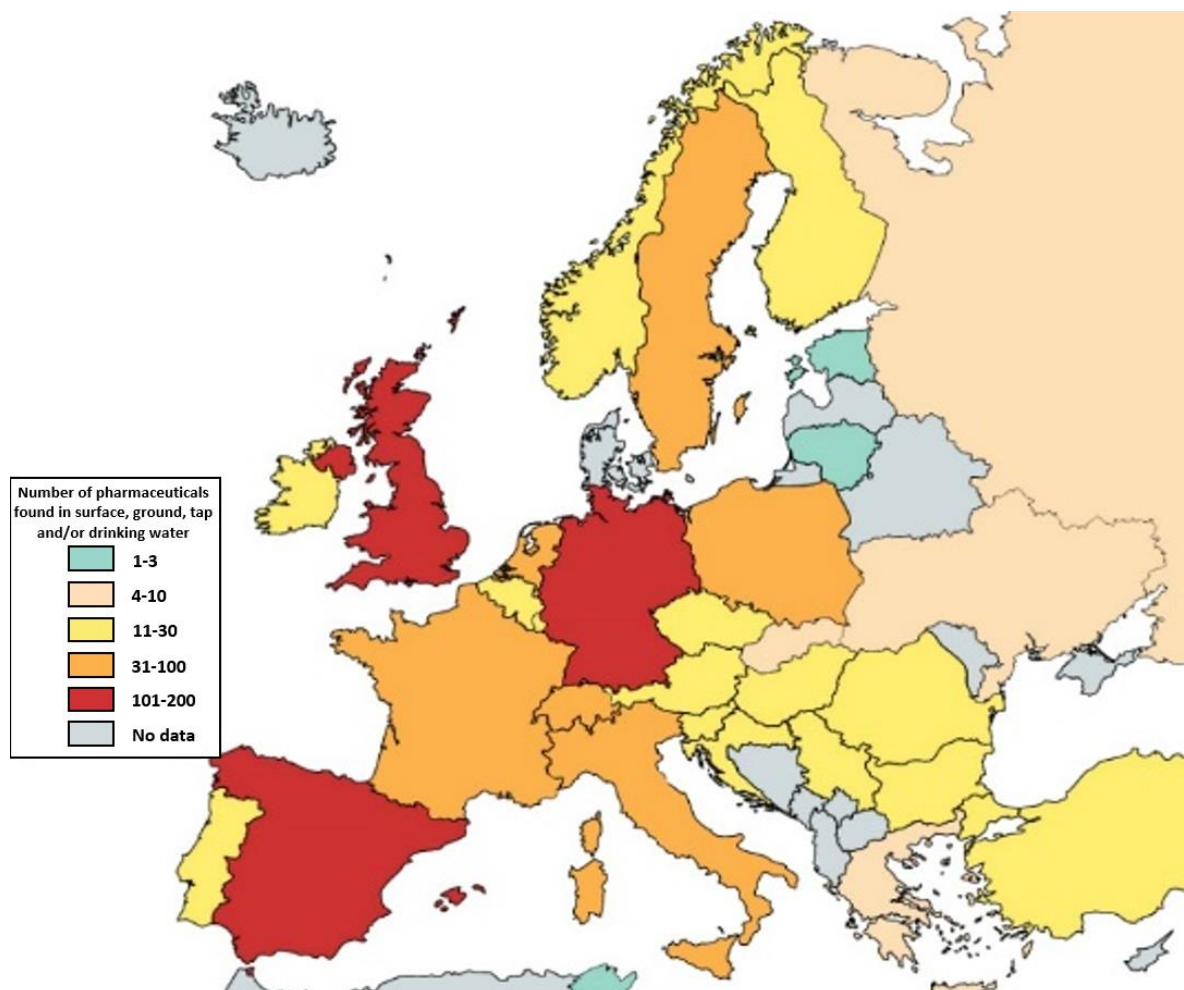 Number of pharmaceuticals
found in surface, ground, tap
and/or drinking water
1-3
4-10
11-30
31-100
101-200
No data